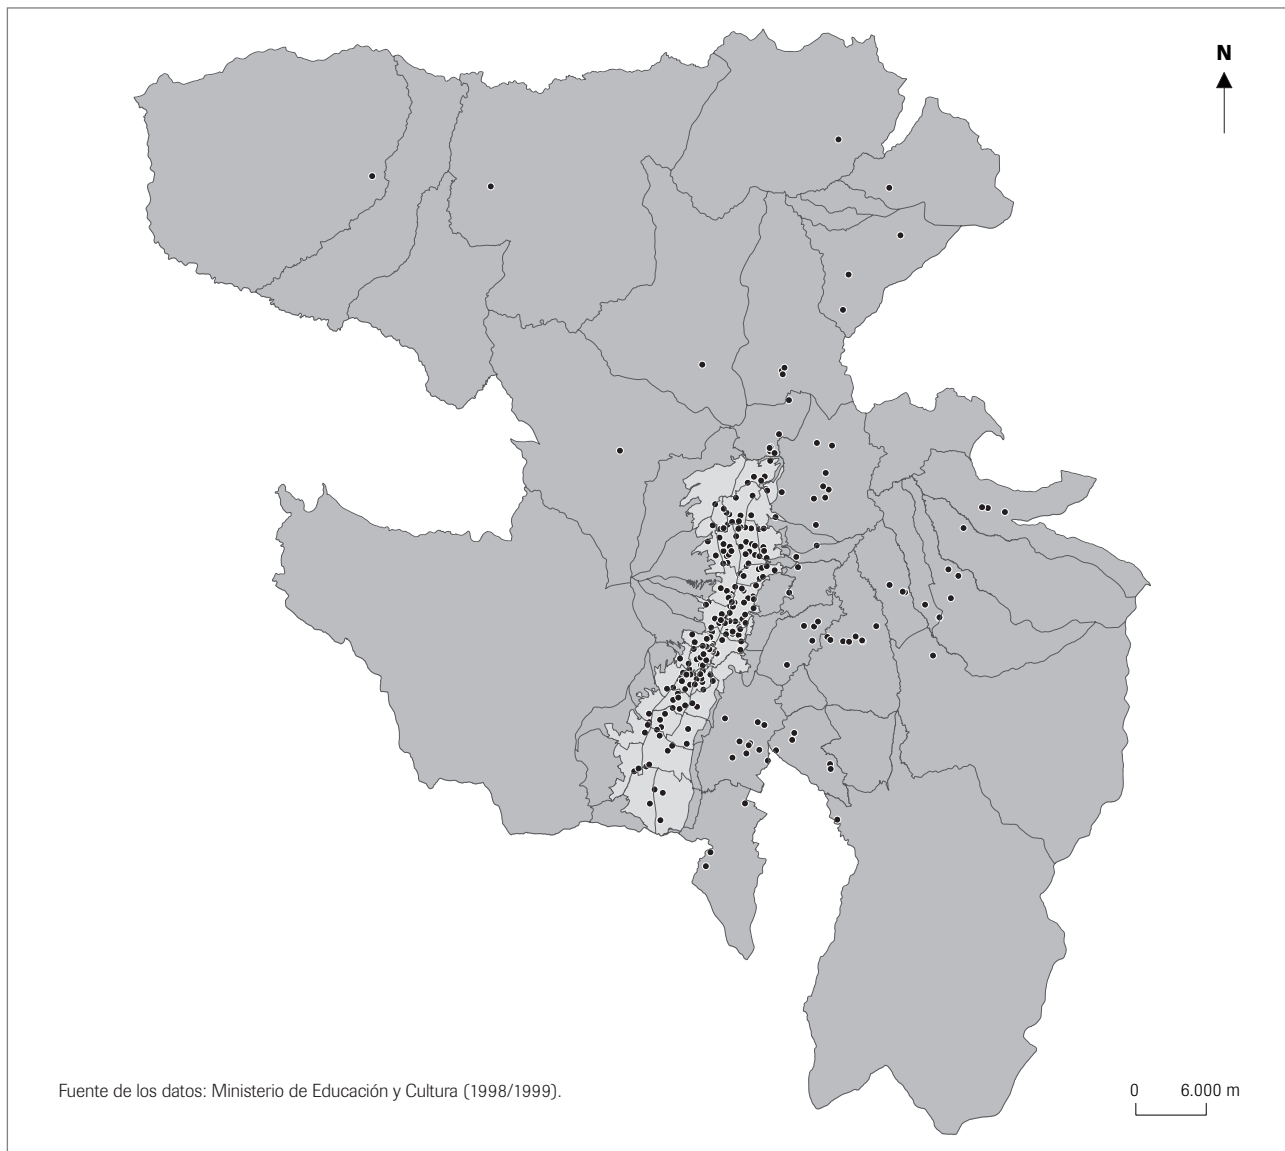 N
Fuente de los datos: Ministerio de Educación y Cultura (1998/1999).
0 6.000 m